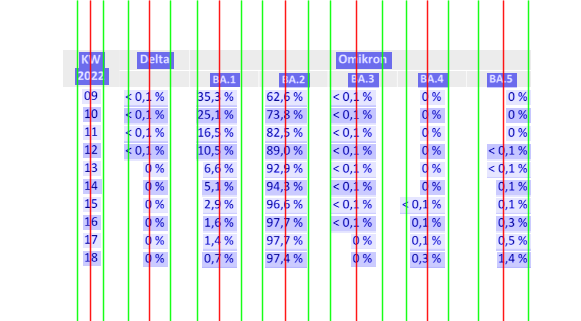 KW Delta Omikron
2022 BA.1 BA.2 BA.3 BA.4 BA.5
09 < 0,1 % 35,3 % 62,6 % < 0,1 % 0 % 0 %
10 < 0,1 % 25,1 % 73,8 % < 0,1 % 0 % 0 %
11 < 0,1 % 16,5 % 82,5 % < 0,1 % 0 % 0 %
12 < 0,1 % 10,5 % 89,0 % < 0,1 % 0 % < 0,1 %
13 0 % 6,6 % 92,9 % < 0,1 % 0 % < 0,1 %
14 0 % 5,1 % 94,3 % < 0,1 % 0 % 0,1 %
15 0 % 2,9 % 96,6 % < 0,1 % < 0,1 % 0,1 %
16 0 % 1,6 % 97,7 % < 0,1 % 0,1 % 0,3 %
17 0 % 1,4 % 97,7 % 0 % 0,1 % 0,5 %
18 0 % 0,7 % 97,4 % 0 % 0,3 % 1,4 %